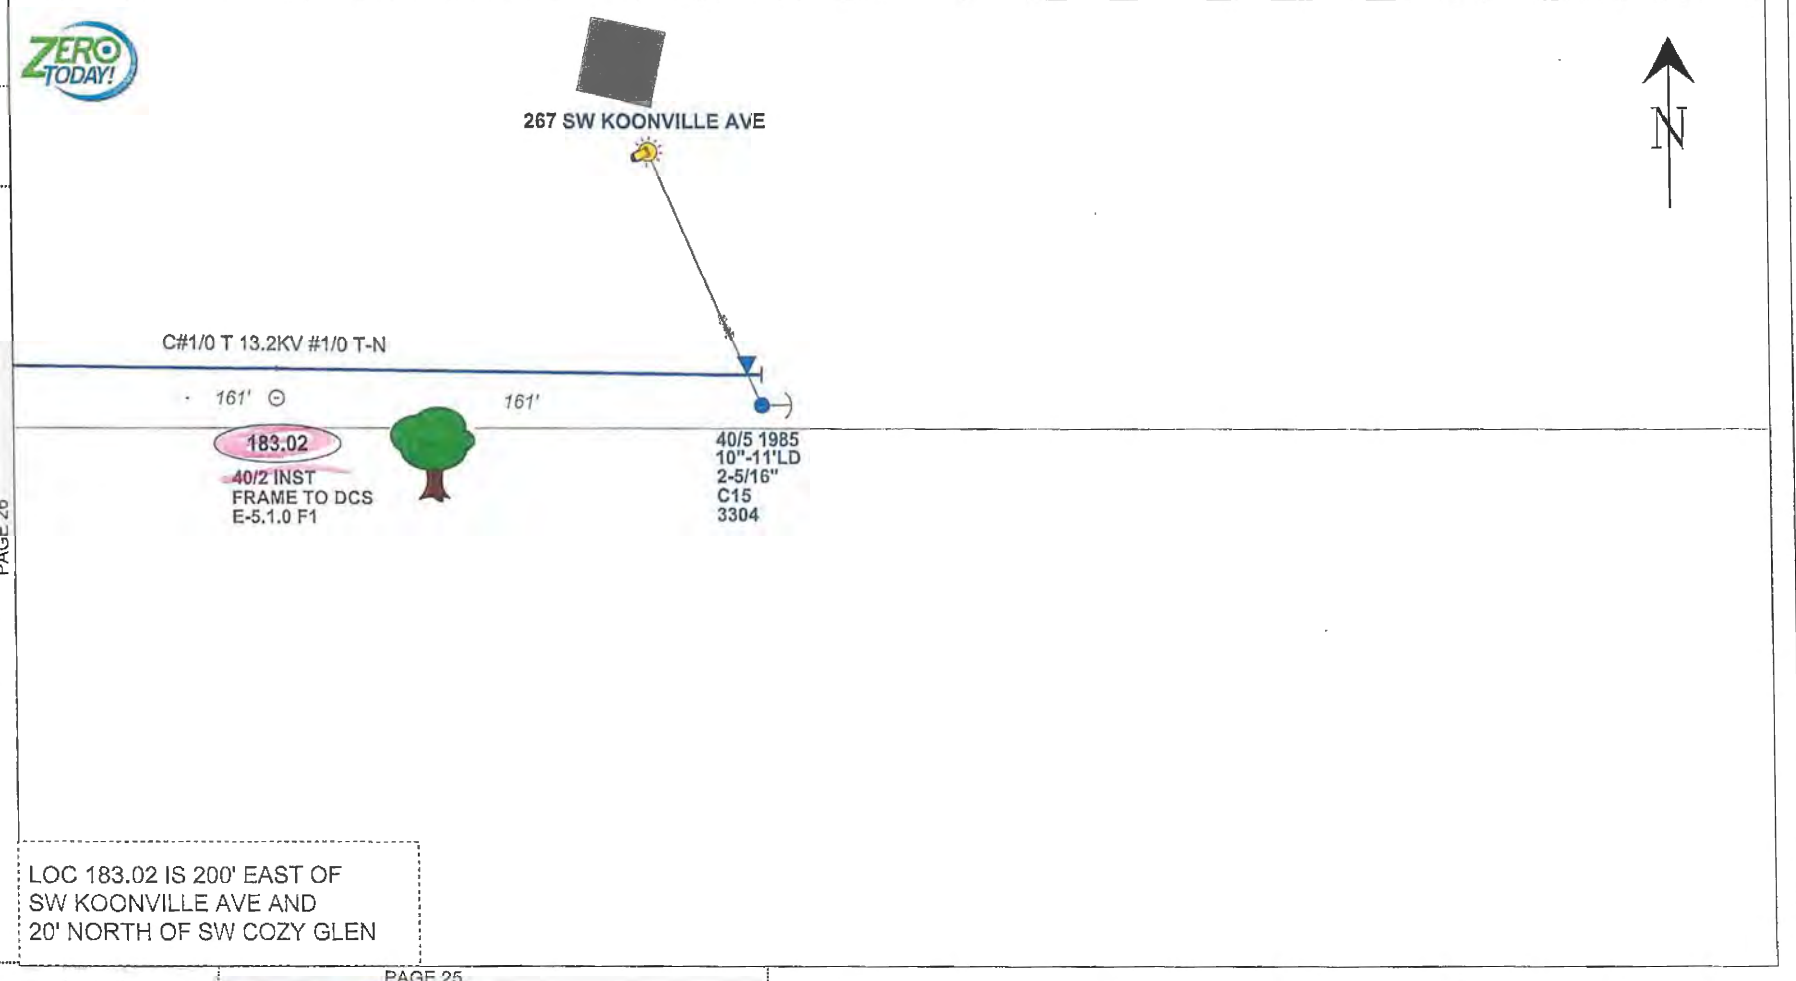 ZERO
TODAY!
267 SW KOONVILLE AVE
N
C#1/0 T 13.2KV #1/0 T-N
161'
161'
183.02
40/2 INST
FRAME TO DCS
E-5.1.0 F1
40/5 1985
10"-11'LD
2-5/16"
C15
3304
PAGE 26
LOC 183.02 IS 200' EAST OF
SW KOONVILLE AVE AND
20' NORTH OF SW COZY GLEN
PAGE 25